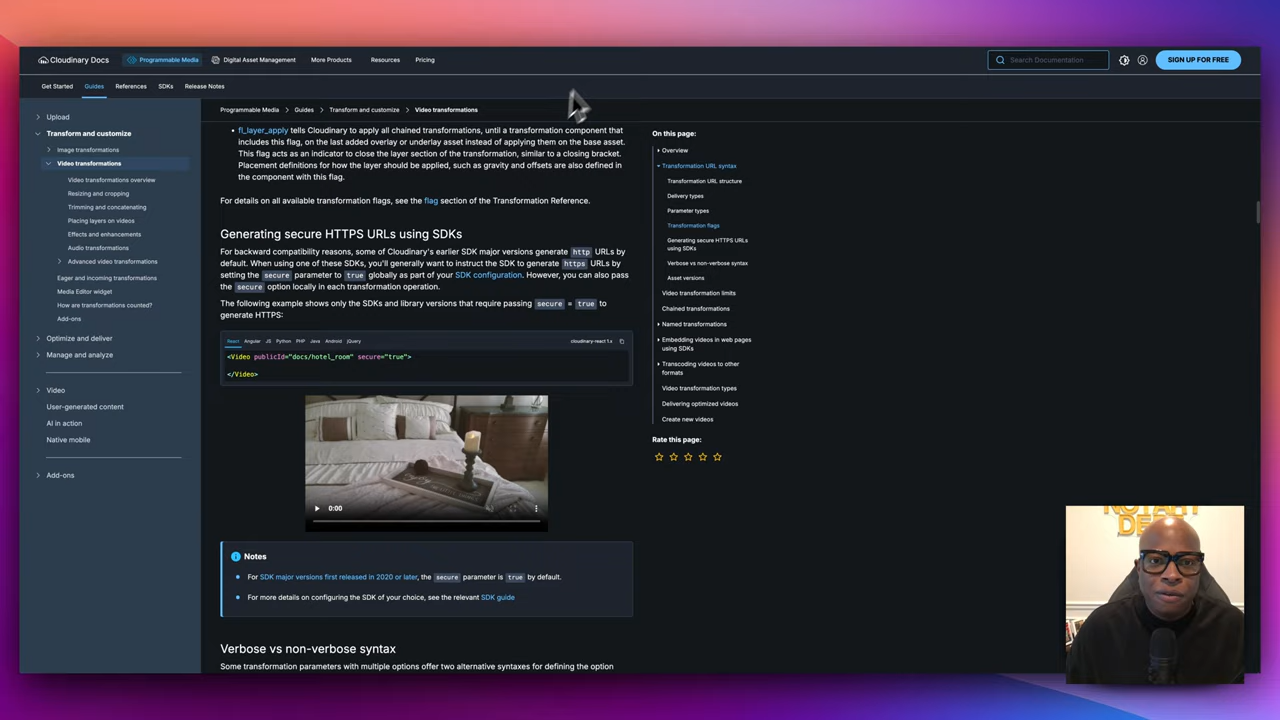 Cloudinary Docs
Programmable Media
Digital Asset Management
More Products
Resources
Pricing
Search Documentation
SIGN UP FOR FREE
Get Started
Guides
References
SDKs
Release Notes
Upload
Transform and customize
Image transformations
Video transformations
Video transformations overview
Resizing and cropping
Trimming and concatenating
Placing layers on videos
Effects and enhancements
Audio transformations
Advanced video transformations
Eager and incoming transformations
Media Editor widget
How are transformations counted?
Add-ons
Optimize and deliver
Manage and analyze
Video
User-generated content
AI in action
Native mobile
Add-ons
Programmable Media > Guides > Transform and customize > Video transformations
fl_layer_apply tells Cloudinary to apply all chained transformations, until a transformation component that
includes this flag, on the last added overlay or underlay asset instead of applying them on the base asset.
This flag acts as an indicator to close the layer section of the transformation, similar to a closing bracket.
Placement definitions for how the layer should be applied, such as gravity and offsets are also defined in
the component with this flag.
For details on all available transformation flags, see the flag section of the Transformation Reference.
Generating secure HTTPS URLs using SDKs
For backward compatibility reasons, some of Cloudinary's earlier SDK major versions generate http URLs by
default. When using one of these SDKs, you'll generally want to instruct the SDK to generate https URLs by
setting the secure parameter to true globally as part of your SDK configuration. However, you can also pass
the secure option locally in each transformation operation.
The following example shows only the SDKs and library versions that require passing secure = true to
generate HTTPS:
React Angular JS Python PHP Java Android jQuery
cloudinary-react 1.x
<Video publicId="docs/hotel_room" secure="true">
</Video>
0:00
Notes
For SDK major versions first released in 2020 or later, the secure parameter is true by default.
For more details on configuring the SDK of your choice, see the relevant SDK guide
Verbose vs non-verbose syntax
Some transformation parameters with multiple options offer two alternative syntaxes for defining the option
On this page:
Overview
Transformation URL syntax
Transformation URL structure
Delivery types
Parameter types
Transformation flags
Generating secure HTTPS URLs
using SDKs
Verbose vs non-verbose syntax
Asset versions
Video transformation limits
Chained transformations
Named transformations
Embedding videos in web pages
using SDKs
Transcoding videos to other
formats
Video transformation types
Delivering optimized videos
Create new videos
Rate this page: